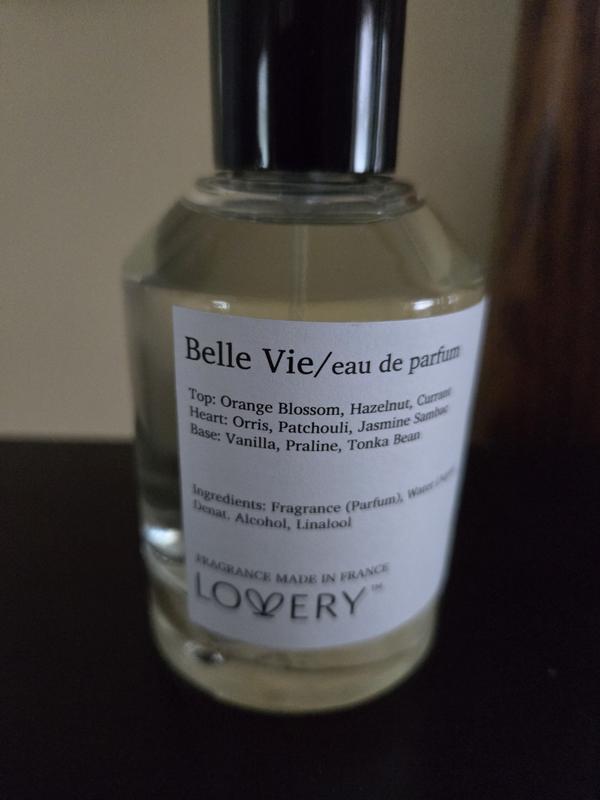 Belle Vie/eau de parfum
Top: Orange Blossom, Hazelnut, Currant
Heart: Orris, Patchouli, Jasmine Sambac
Base: Vanilla, Praline, Tonka Bean
Ingredients: Fragrance (Parfum), Water
Denat. Alcohol, Linalool
FRAGRANCE MADE IN FRANCE
LOVERY™